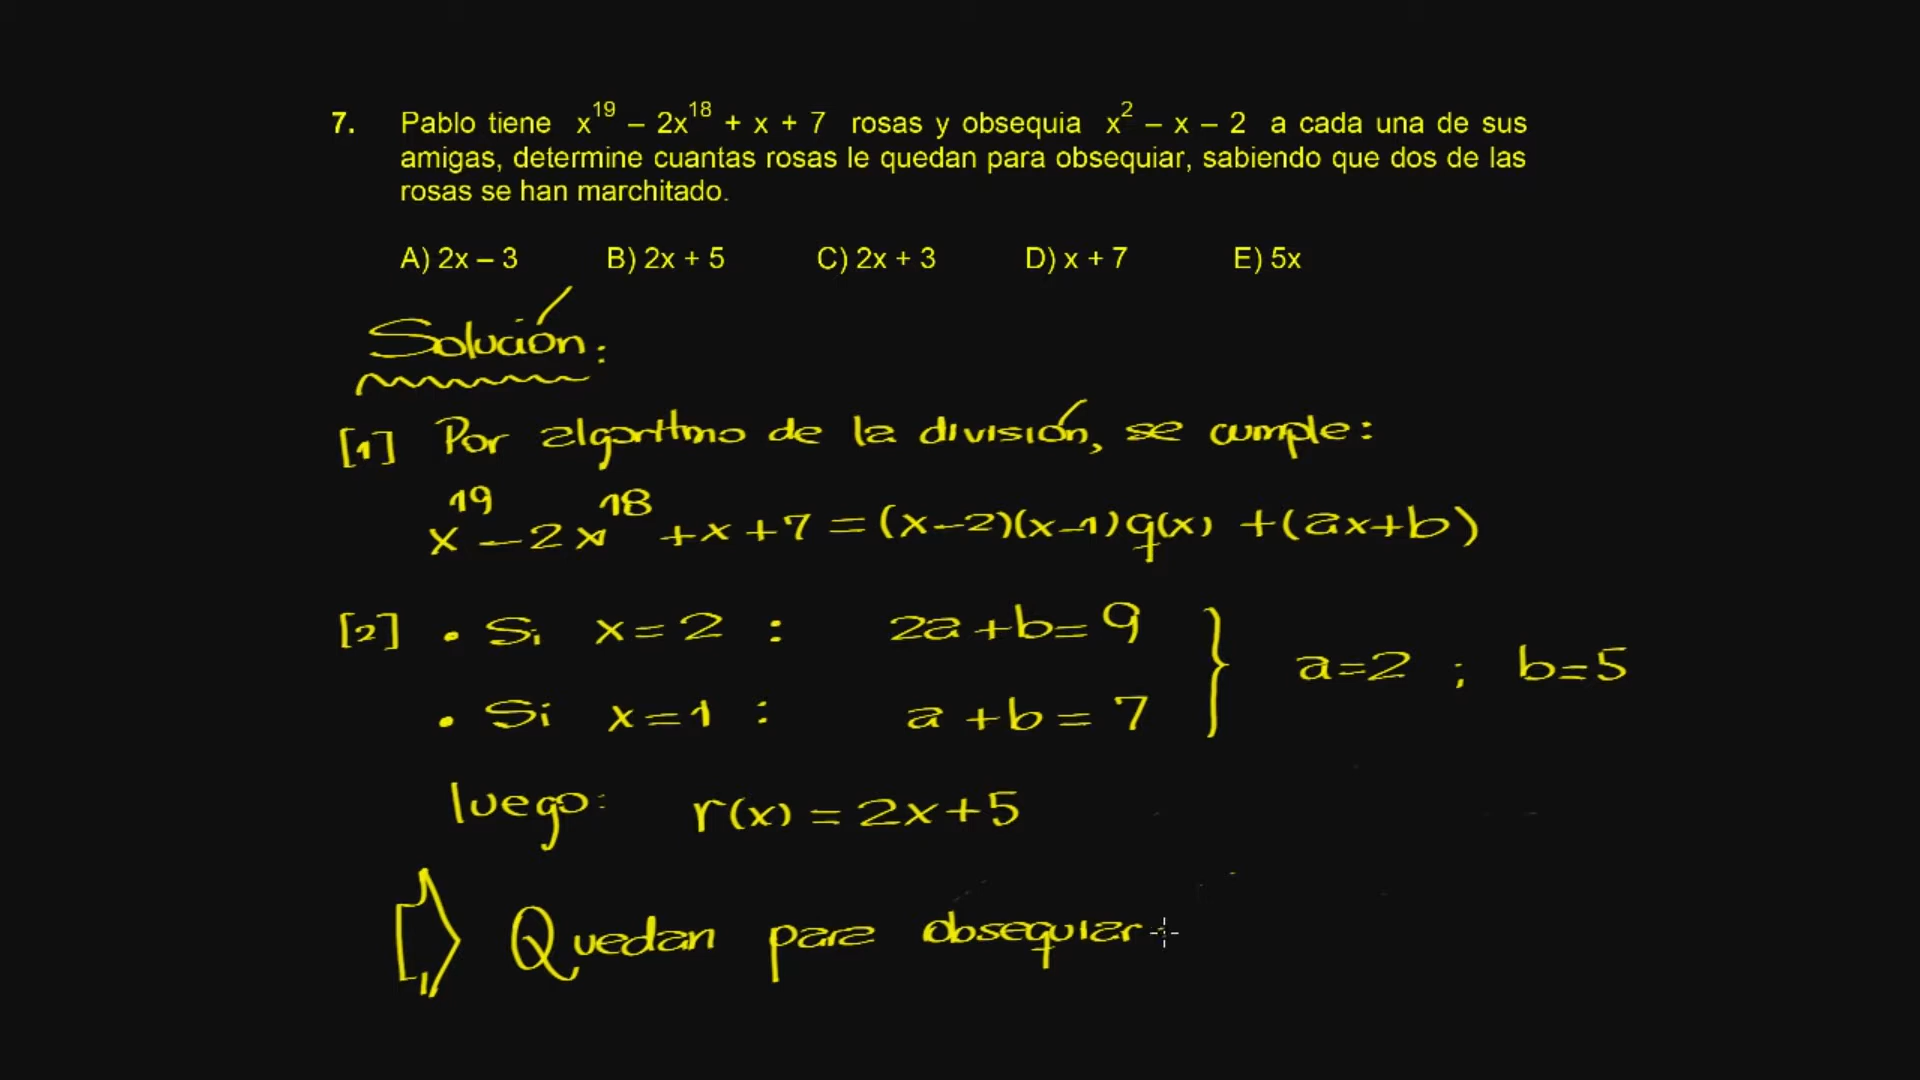 7. Pablo tiene x^19 – 2x^18 + x + 7 rosas y obsequia x^2 – x – 2 a cada una de sus
amigas, determine cuantas rosas le quedan para obsequiar, sabiendo que dos de las
rosas se han marchitado.
A) 2x – 3 B) 2x + 5 C) 2x + 3 D) x + 7 E) 5x
Solución:
[1] Por algoritmo de la división, se cumple:
x^19 – 2x^18 + x + 7 = (x–2)(x–1)q(x) + (ax+b)
[2] • Si x = 2 : 2a + b = 9 } a = 2 ; b = 5
• Si x = 1 : a + b = 7
luego: r(x) = 2x + 5
Quedan para obsequiar